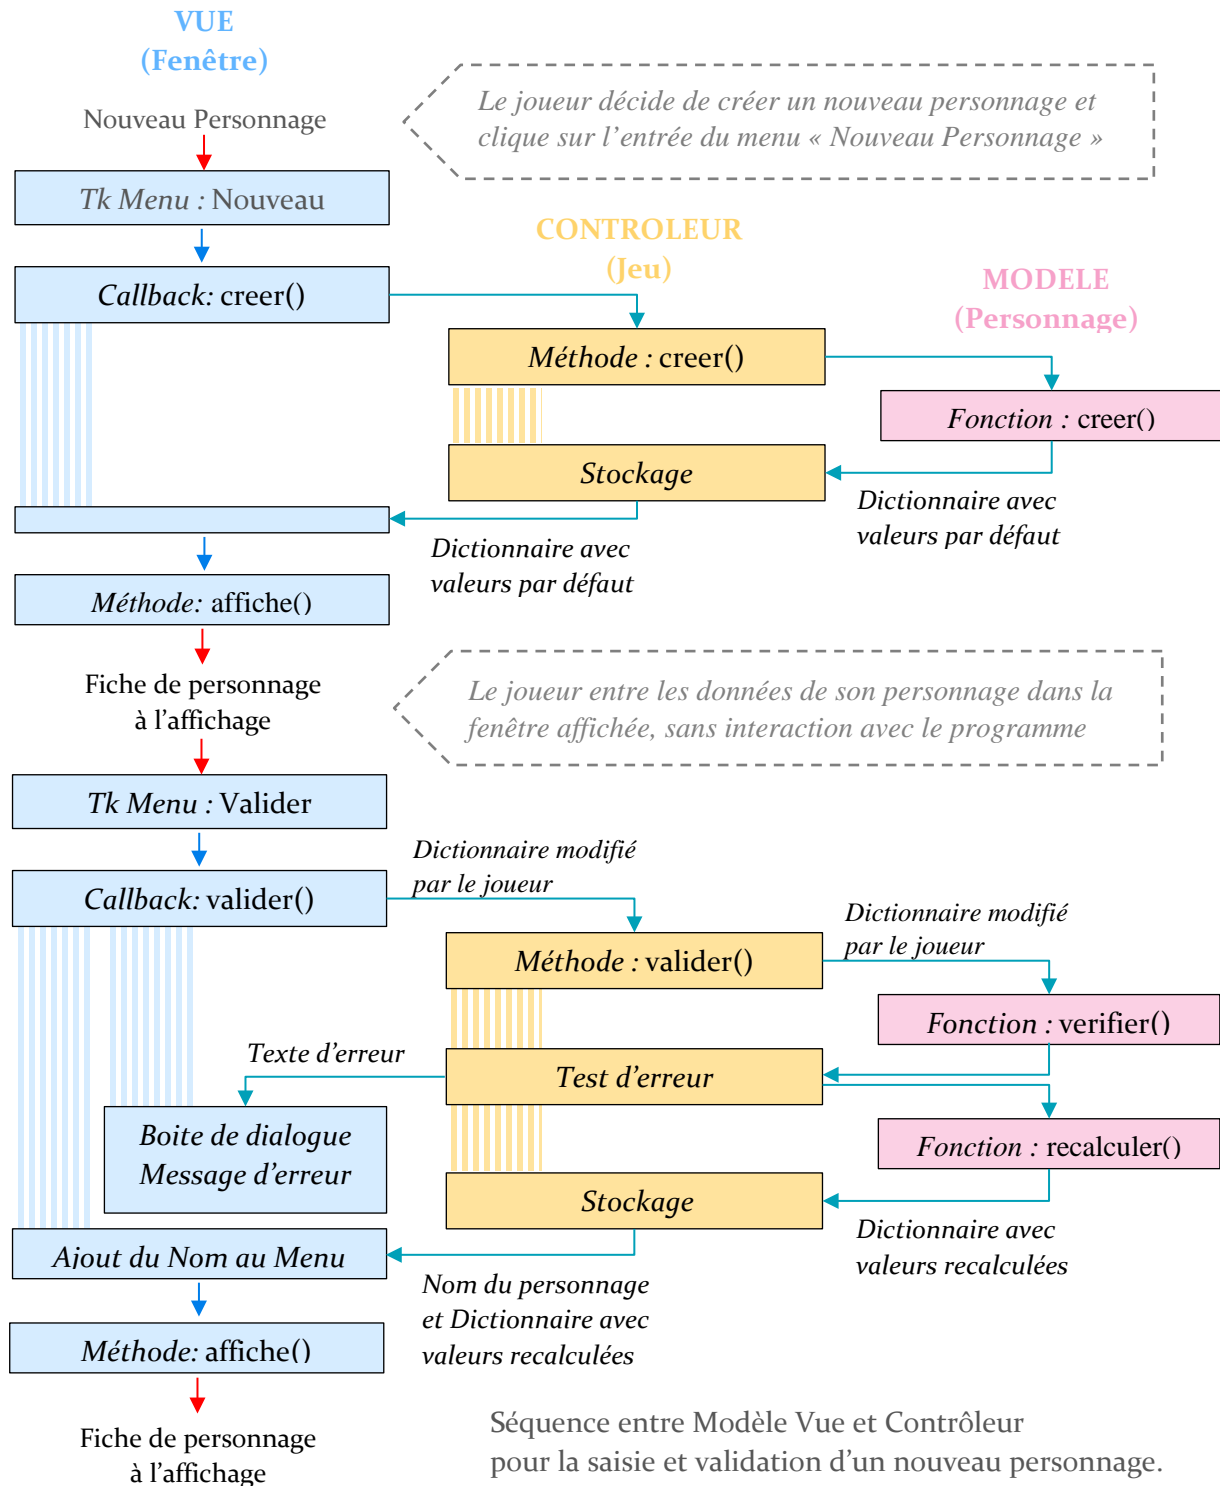 VUE
(Fenêtre)
Nouveau Personnage
Le joueur décide de créer un nouveau personnage et
clique sur l’entrée du menu « Nouveau Personnage »
Tk Menu : Nouveau
CONTROLEUR
(Jeu)
Callback: creer()
MODELE
(Personnage)
Méthode : creer()
Fonction : creer()
Stockage
Dictionnaire avec
valeurs par défaut
Dictionnaire avec
valeurs par défaut
Méthode: affiche()
Fiche de personnage
à l’affichage
Le joueur entre les données de son personnage dans la
fenêtre affichée, sans interaction avec le programme
Tk Menu : Valider
Dictionnaire modifié
par le joueur
Callback: valider()
Dictionnaire modifié
par le joueur
Méthode : valider()
Fonction : verifier()
Texte d’erreur
Test d’erreur
Boite de dialogue
Message d’erreur
Fonction : recalculer()
Stockage
Dictionnaire avec
valeurs recalculées
Ajout du Nom au Menu
Nom du personnage
et Dictionnaire avec
valeurs recalculées
Méthode: affiche()
Fiche de personnage
à l’affichage
Séquence entre Modèle Vue et Contrôleur
pour la saisie et validation d’un nouveau personnage.